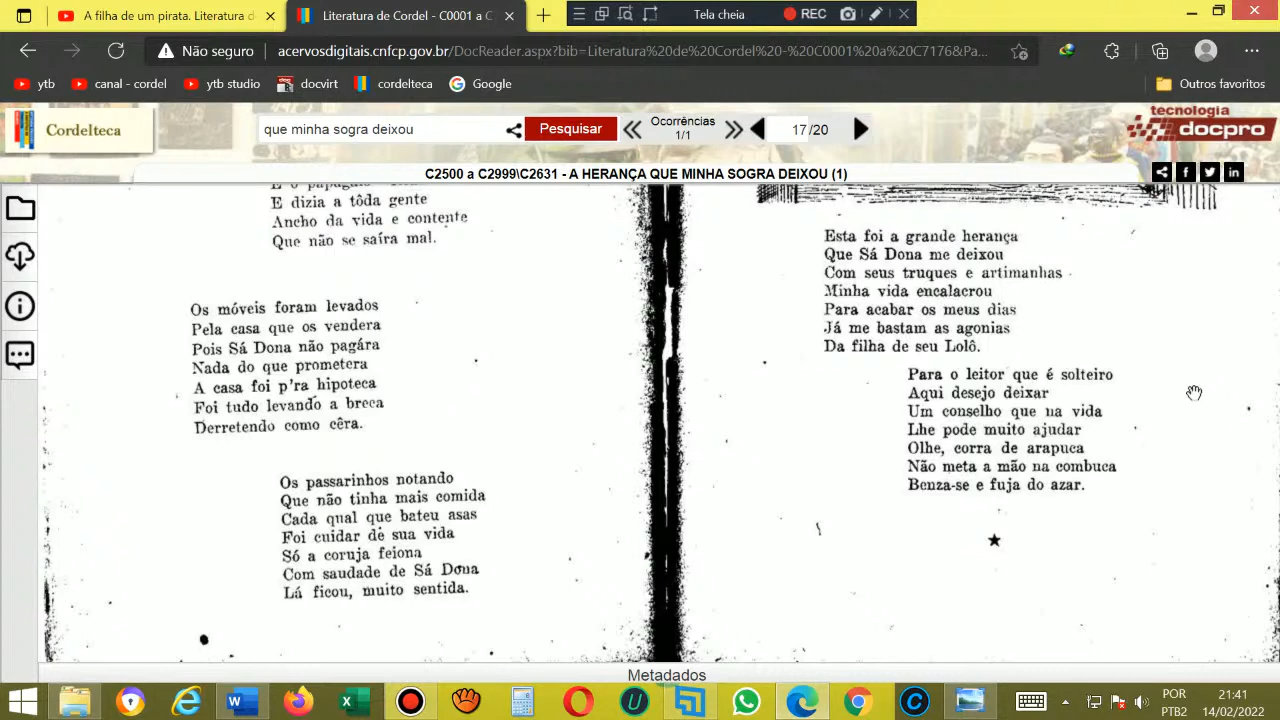 A filha de um pirata. Literatura d
Literatura de Cordel - C0001 a C
Tela cheia
REC
Não seguro
acervosdigitais.cnfcp.gov.br/DocReader.aspx?bib=Literatura%20de%20Cordel%20-%20C0001%20a%20C7176&Pa...
ytb
canal - cordel
ytb studio
docvirt
cordelteca
Google
Outros favoritos
Cordelteca
que minha sogra deixou
Pesquisar
Ocorrências
1/1
17 /20
tecnologia
docpro
C2500 a C2999\C2631 - A HERANÇA QUE MINHA SOGRA DEIXOU (1)
E dizia a tôda gente
Ancho da vida e contente
Que não se saíra mal.
Os móveis foram levados
Pela casa que os vendera
Pois Sá Dona não pagára
Nada do que prometera
A casa foi p'ra hipoteca
Foi tudo levando a breca
Derretendo como cêra.
Os passarinhos notando
Que não tinha mais comida
Cada qual que bateu asas
Foi cuidar de sua vida
Só a coruja feiona
Com saudade de Sá Dona
Lá ficou, muito sentida.
Esta foi a grande herança
Que Sá Dona me deixou
Com seus truques e artimanhas
Minha vida encalacrou
Para acabar os meus dias
Já me bastam as agonias
Da filha de seu Lolô.
Para o leitor que é solteiro
Aqui desejo deixar
Um conselho que na vida
Lhe pode muito ajudar
Olhe, corra de arapuca
Não meta a mão na combuca
Benza-se e fuja do azar.
Metadados
POR
PTB2
21:41
14/02/2022